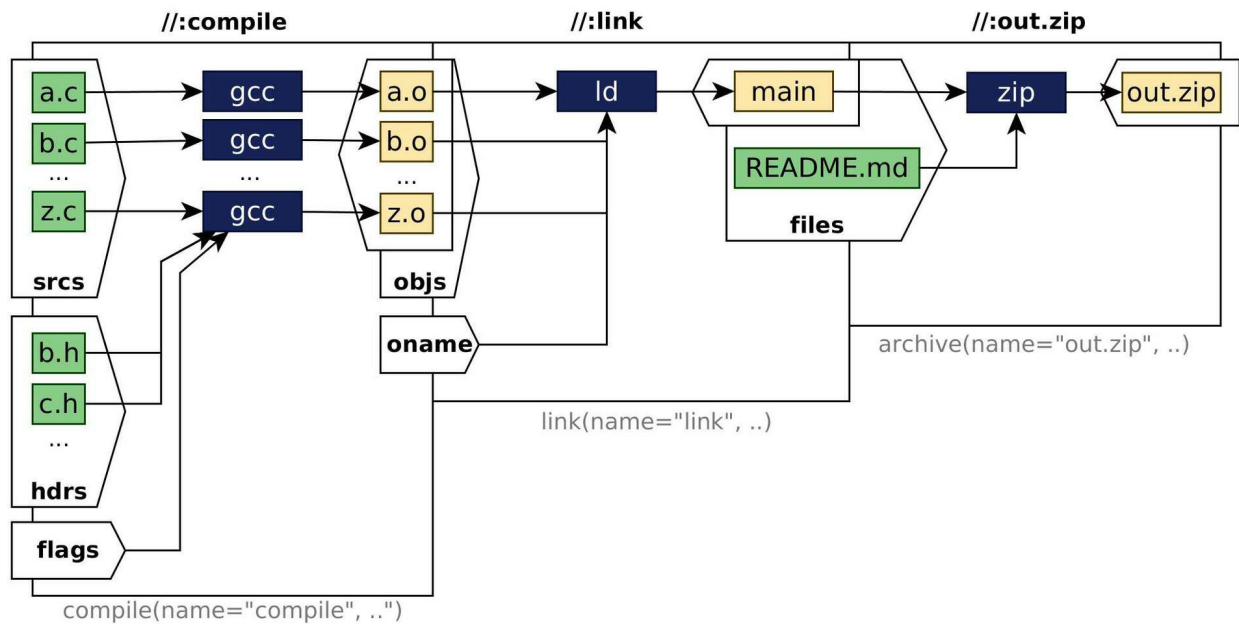 //:compile
//:link
//:out.zip
a.c
gcc
a.o
ld
main
zip
out.zip
b.c
gcc
b.o
...
...
...
README.md
z.c
gcc
z.o
files
srcs
objs
b.h
oname
archive(name="out.zip", ..)
c.h
...
link(name="link", ..)
hdrs
flags
compile(name="compile", ..")